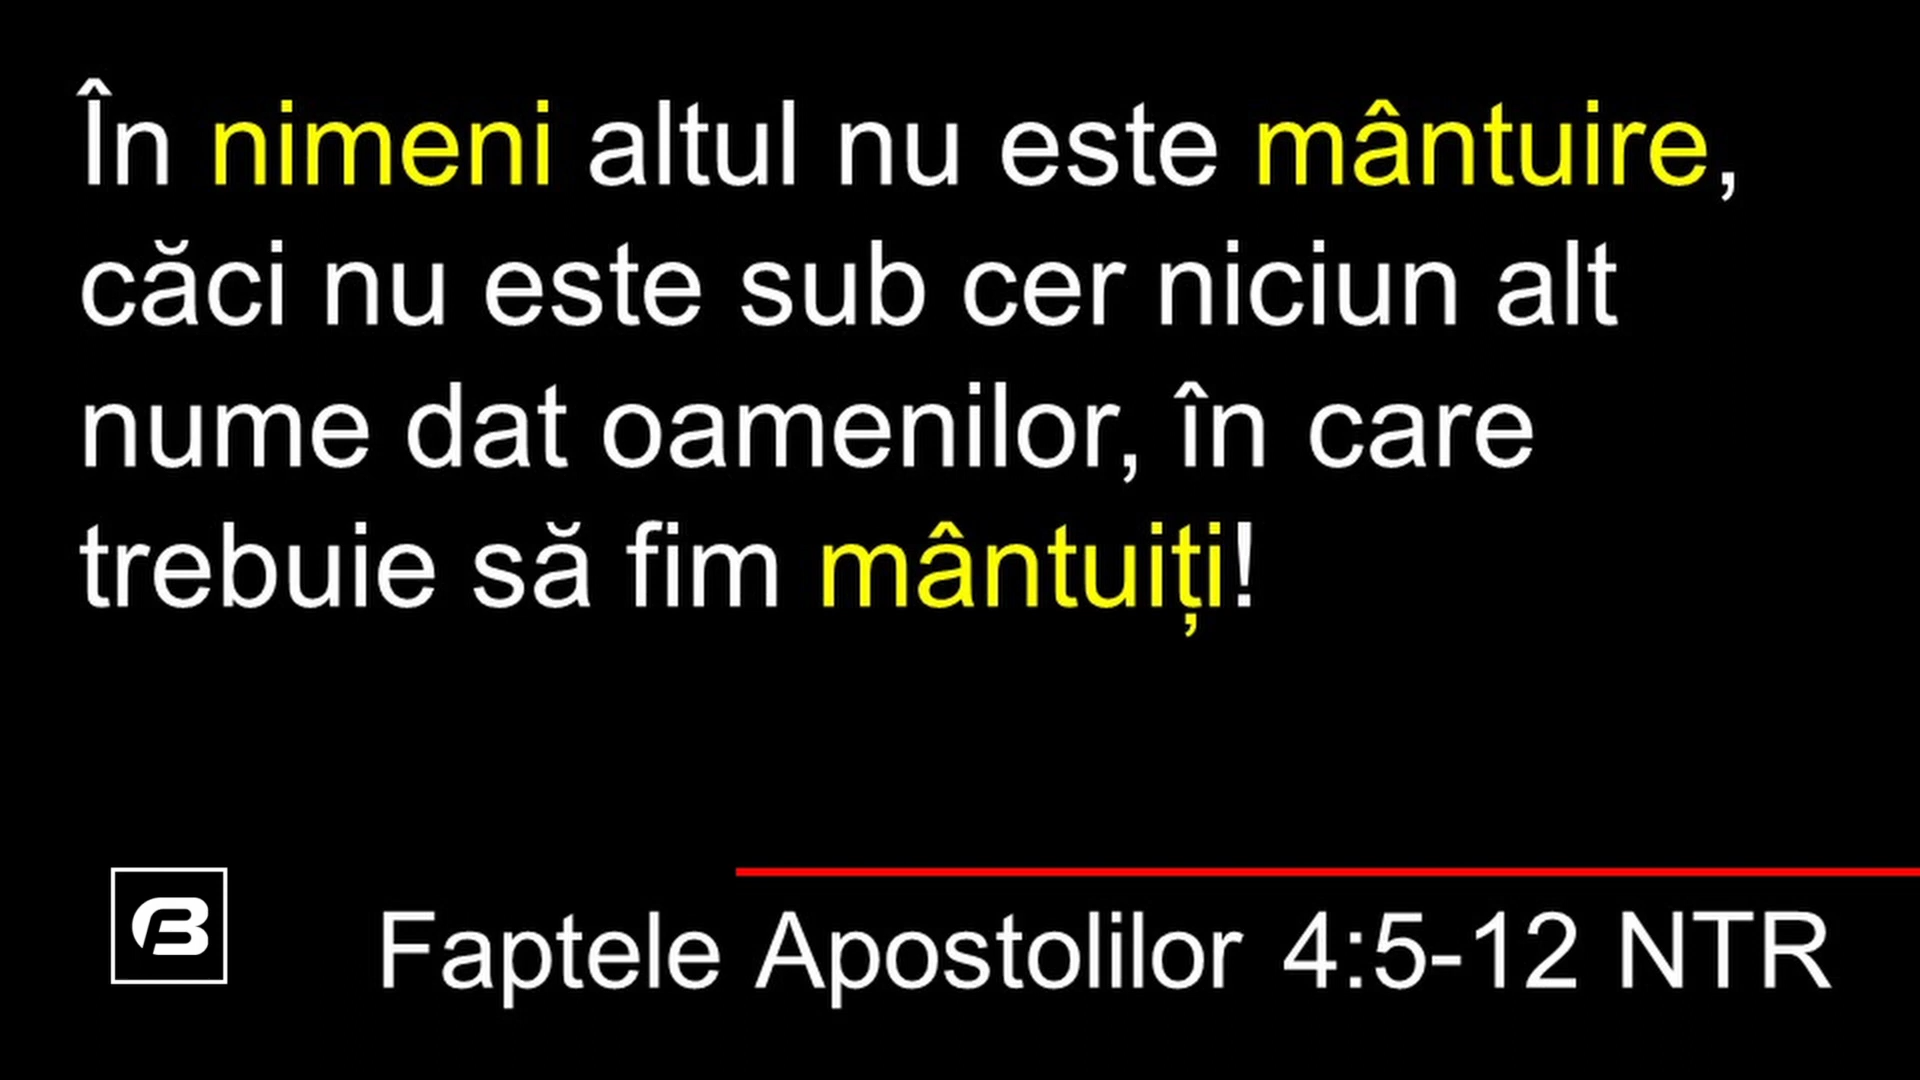 În nimeni altul nu este mântuire,
căci nu este sub cer niciun alt
nume dat oamenilor, în care
trebuie să fim mântuiți!
Faptele Apostolilor 4:5-12 NTR